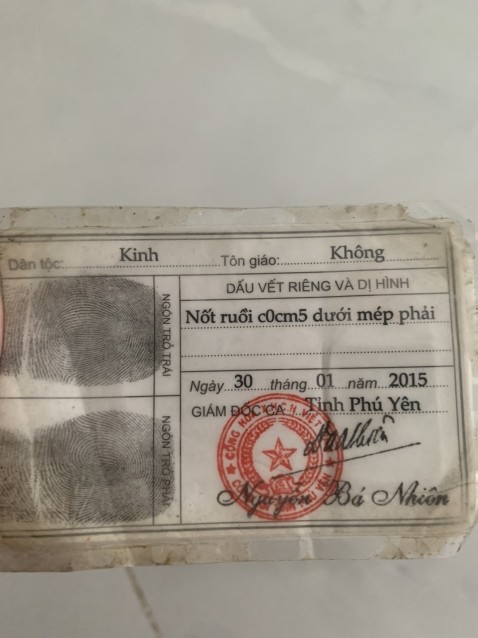 Dân tộc: Kinh Tôn giáo: Không
NGÓN TRỎ TRÁI
DẤU VẾT RIÊNG VÀ DỊ HÌNH
Nốt ruồi c0cm5 dưới mép phải
Ngày 30 tháng 01 năm 2015
GIÁM ĐỐC CA Tỉnh Phú Yên
NGÓN TRỎ PHẢI
Nguyễn Bá Nhiên